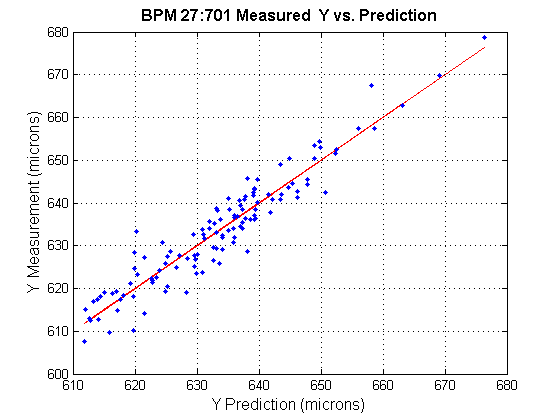 BPM 27:701 Measured Y vs. Prediction
680
670
660
650
640
630
620
610
600
Y Measurement (microns)
610 620 630 640 650 660 670 680
Y Prediction (microns)